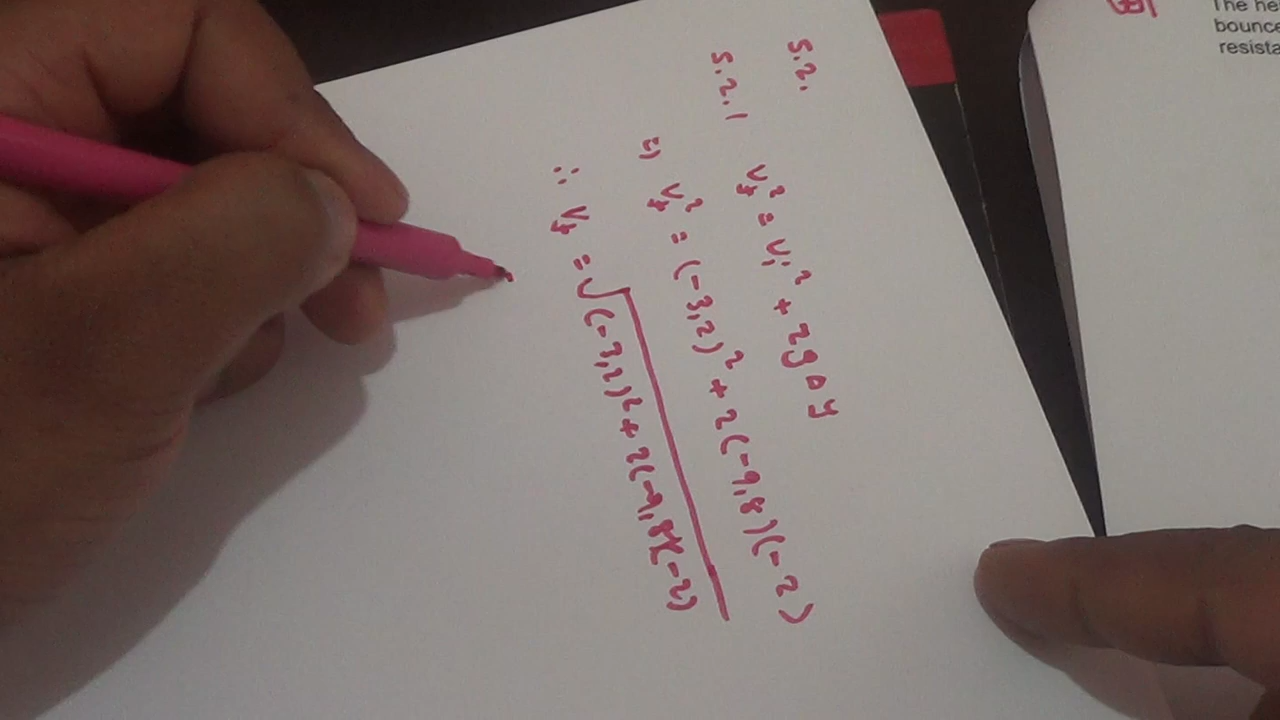 5.2.
5.2.1 Vf² = Vi² + 2gΔy
=) Vf² = (-3,2)² + 2(-9,8)(-2)
∴ Vf = √(-3,2)² + 2(-9,8)(-2)
The he
bounce
resista